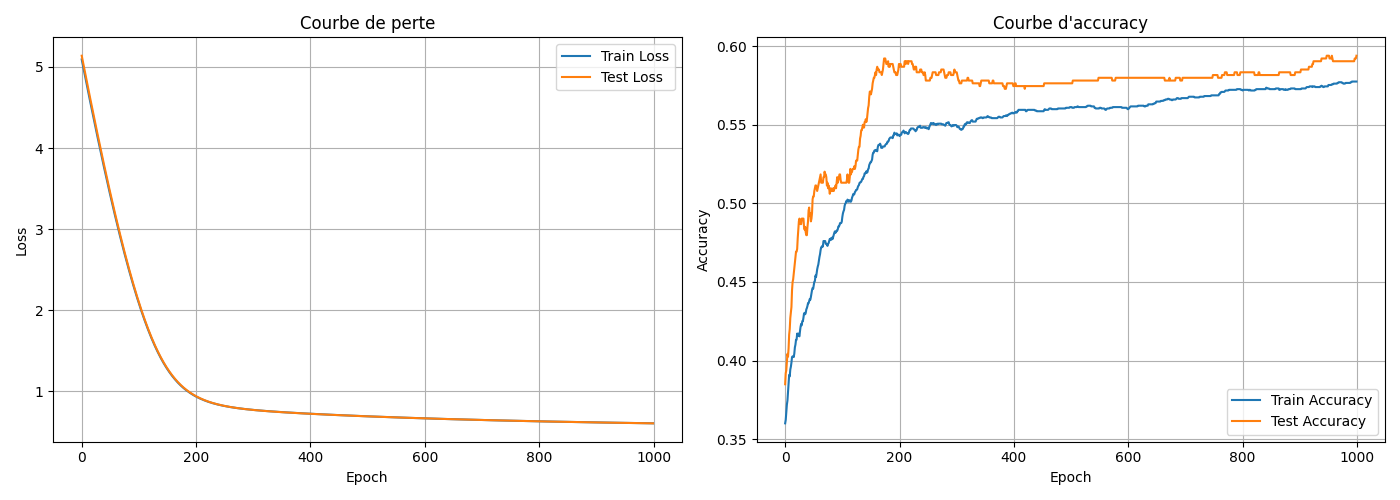 Courbe de perte
Loss
5
4
3
2
1
Train Loss
Test Loss
0
200
400
600
800
1000
Epoch
Courbe d'accuracy
Accuracy
0.60
0.55
0.50
0.45
0.40
0.35
Train Accuracy
Test Accuracy
0
200
400
600
800
1000
Epoch